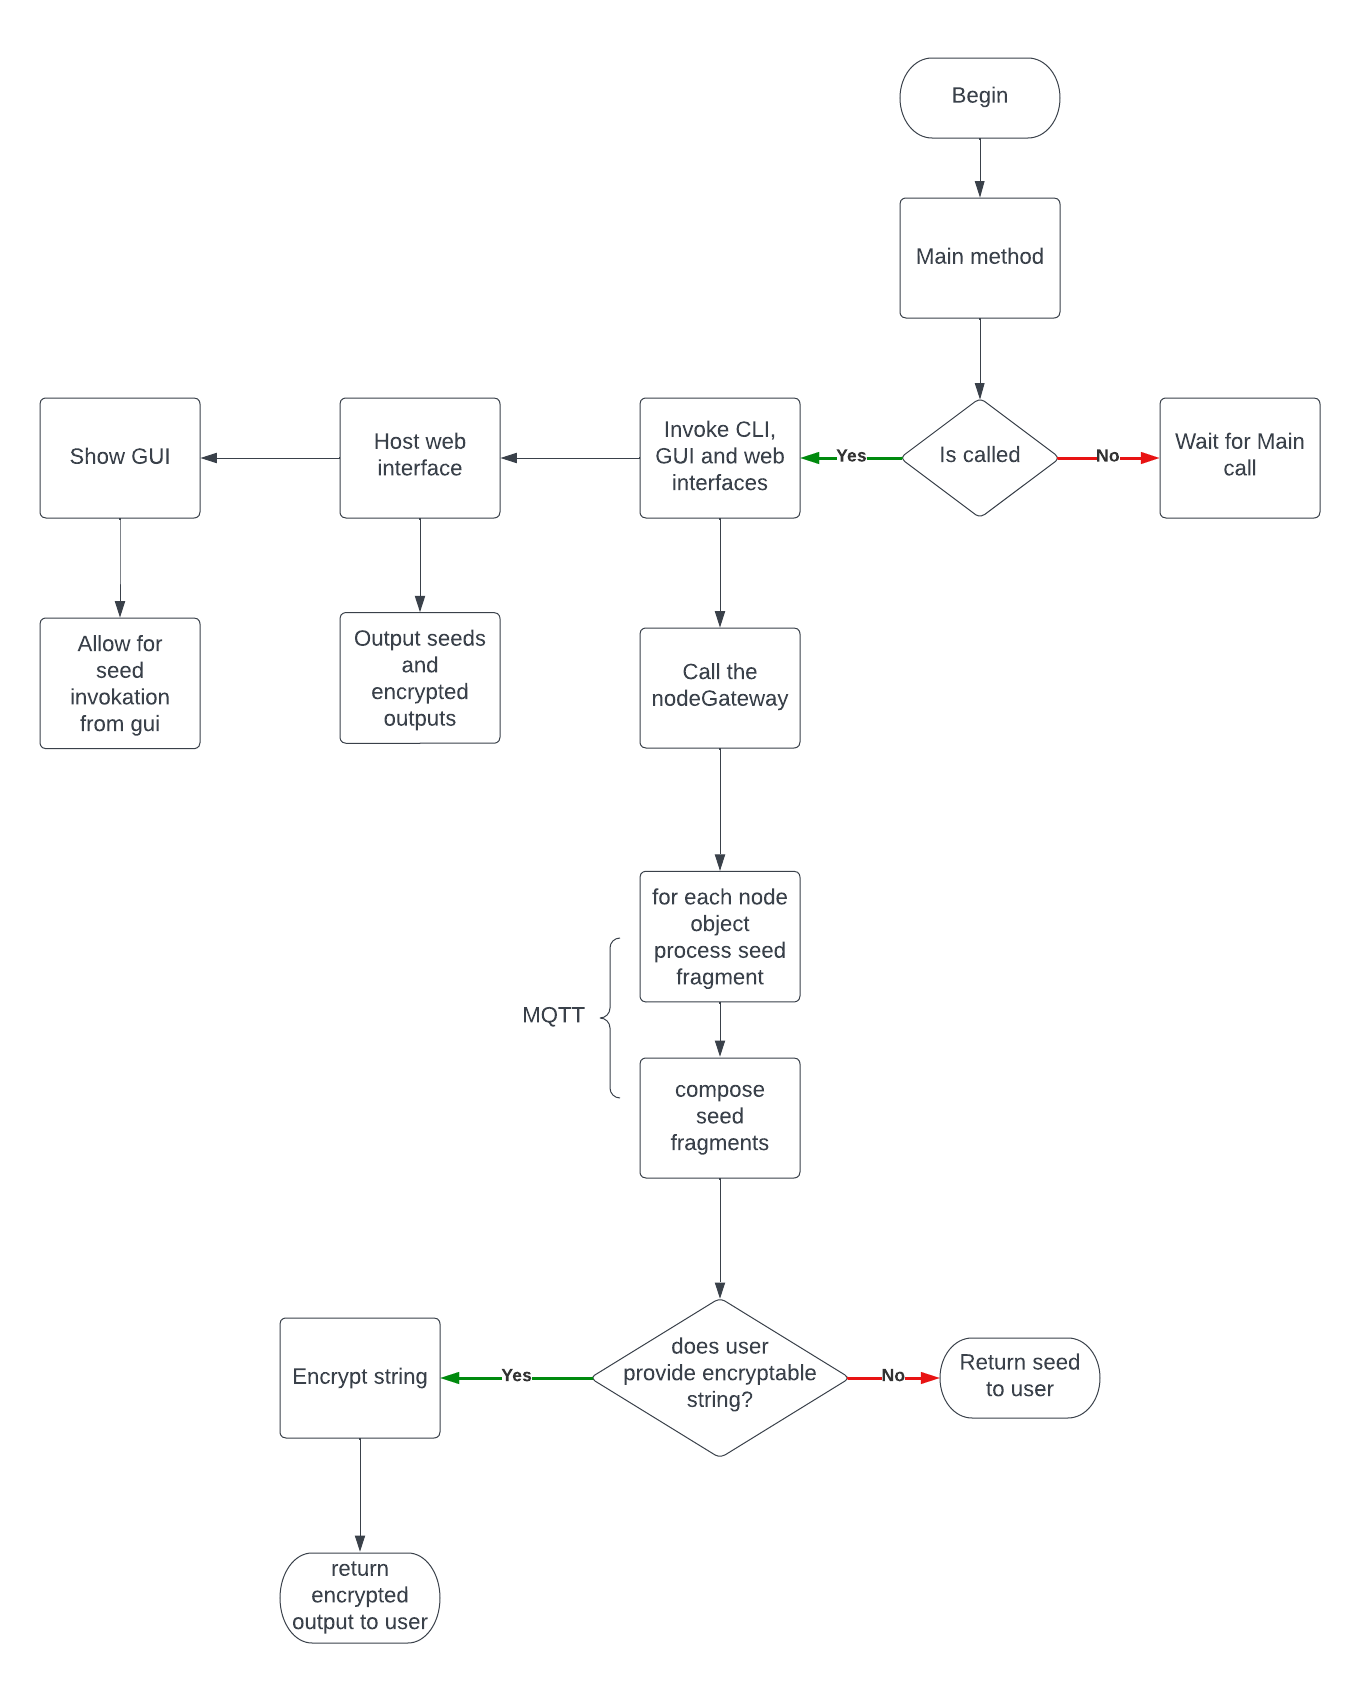 Begin
Main method
Is called
Yes
No
Wait for Main
call
Invoke CLI,
GUI and web
interfaces
Host web
interface
Show GUI
Allow for
seed
invokation
from gui
Output seeds
and
encrypted
outputs
Call the
nodeGateway
for each node
object
process seed
fragment
MQTT
compose
seed
fragments
does user
provide encryptable
string?
Yes
No
Encrypt string
Return seed
to user
return
encrypted
output to user